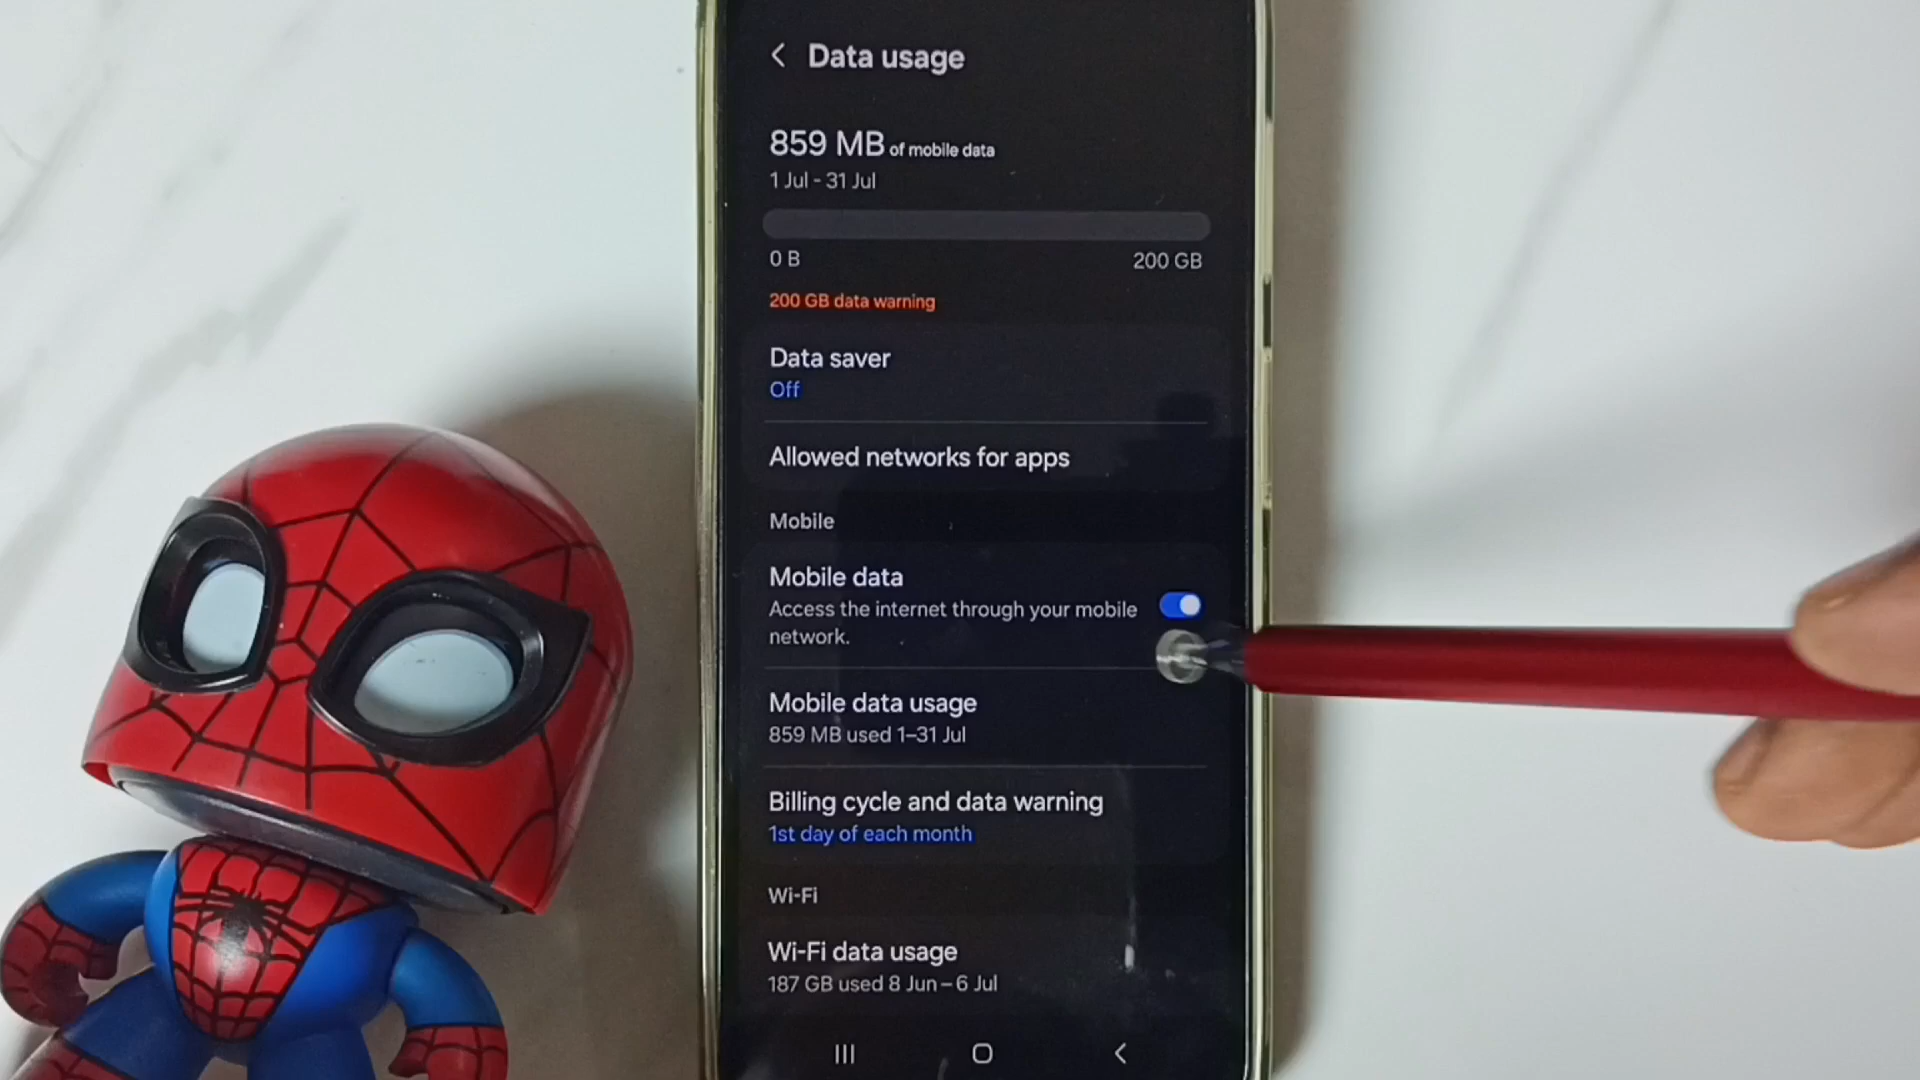 Data usage
859 MB of mobile data
1 Jul - 31 Jul
0 B
200 GB
200 GB data warning
Data saver
Off
Allowed networks for apps
Mobile
Mobile data
Access the internet through your mobile
network.
Mobile data usage
859 MB used 1–31 Jul
Billing cycle and data warning
1st day of each month
Wi-Fi
Wi-Fi data usage
187 GB used 8 Jun – 6 Jul